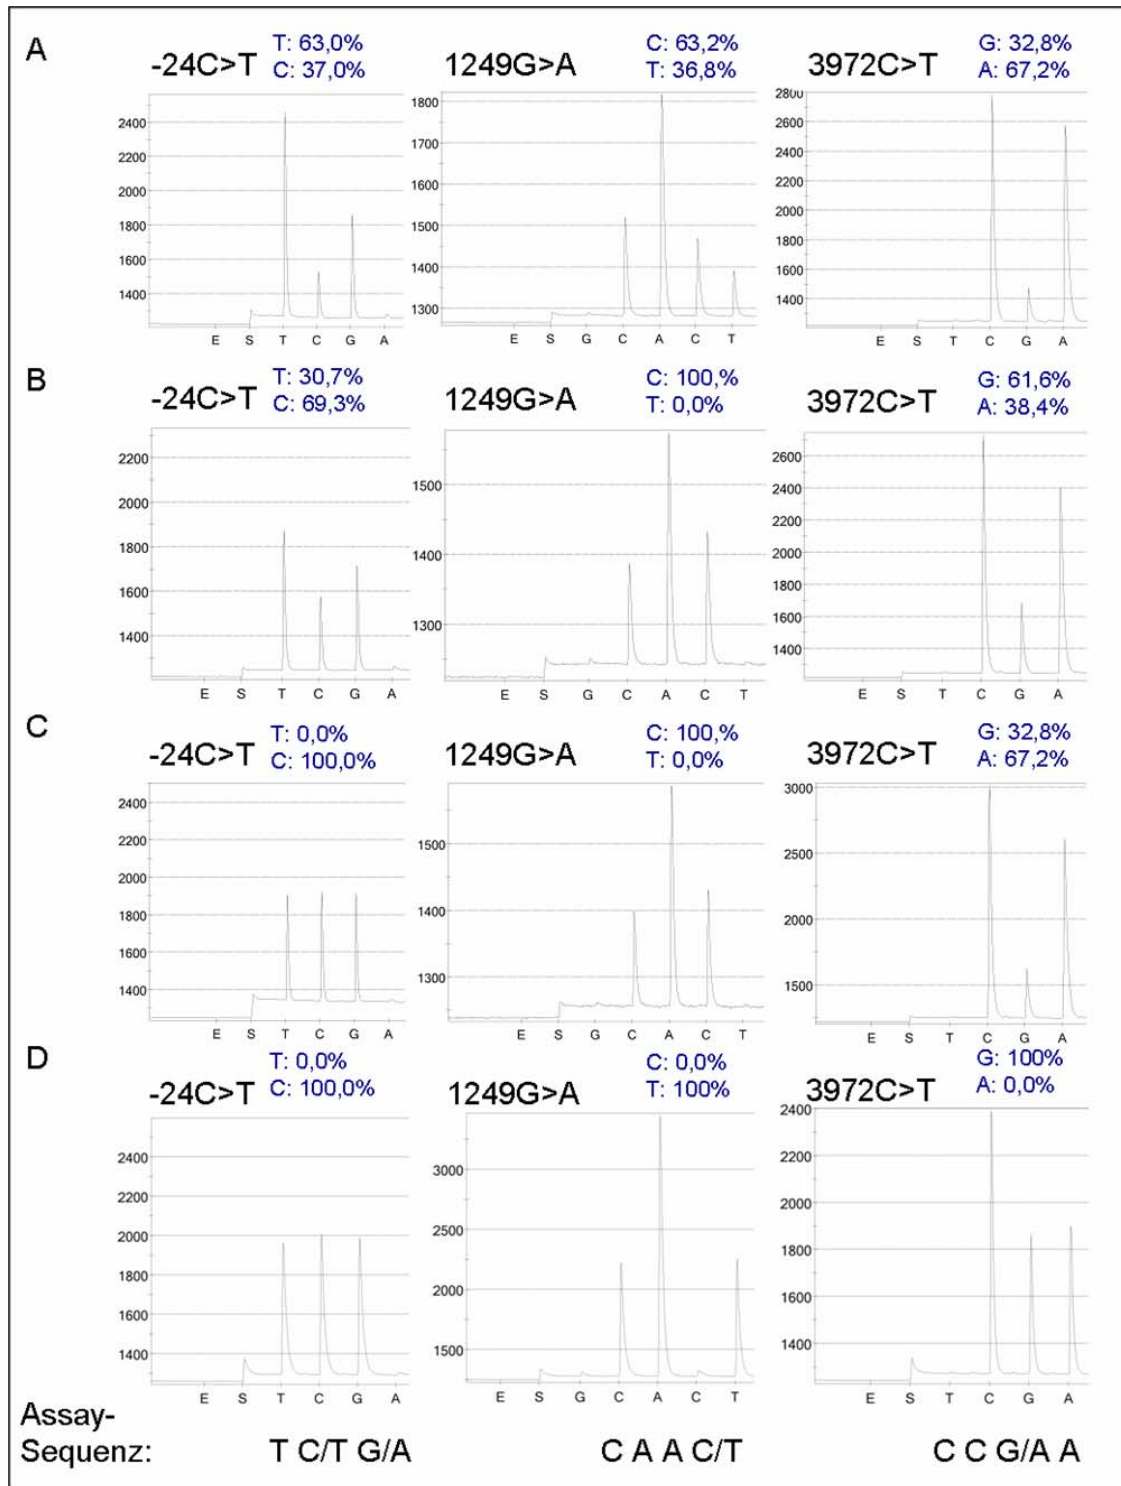 A
-24C>T
T: 63,0%
C: 37,0%
1249G>A
C: 63,2%
T: 36,8%
3972C>T
G: 32,8%
A: 67,2%
2400
2200
2000
1800
1600
1400
E S T C G A
1800
1700
1600
1500
1400
1300
E S G C A C T
2800
2600
2400
2200
2000
1800
1600
1400
E S T C G A
B
-24C>T
T: 30,7%
C: 69,3%
1249G>A
C: 100,%
T: 0,0%
3972C>T
G: 61,6%
A: 38,4%
2200
2000
1800
1600
1400
E S T C G A
1500
1400
1300
E S G C A C T
2600
2400
2200
2000
1800
1600
1400
E S T C G A
C
-24C>T
T: 0,0%
C: 100,0%
1249G>A
C: 100,%
T: 0,0%
3972C>T
G: 32,8%
A: 67,2%
2400
2200
2000
1800
1600
1400
E S T C G A
1500
1400
1300
E S G C A C T
3000
2500
2000
1500
E S T C G A
D
-24C>T
T: 0,0%
C: 100,0%
1249G>A
C: 0,0%
T: 100%
3972C>T
G: 100%
A: 0,0%
2400
2200
2000
1800
1600
1400
E S T C G A
3000
2500
2000
1500
E S G C A C T
2400
2200
2000
1800
1600
1400
E S T C G A
Assay-
Sequenz: T C/T G/A C A A C/T C C G/A A